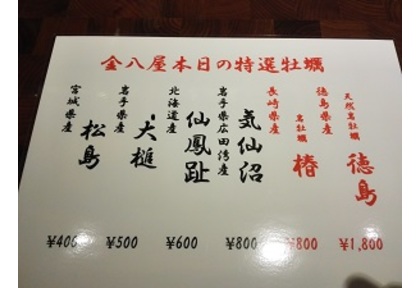 金八屋本日の特選牡蠣
天然岩牡蠣
徳島県産
徳島
¥1,800
岩牡蠣
長崎県産
椿
¥800
気仙沼
岩手県広田湾産
¥800
仙鳳趾
北海道産
¥600
大槌
岩手県産
¥500
松島
宮城県産
¥400